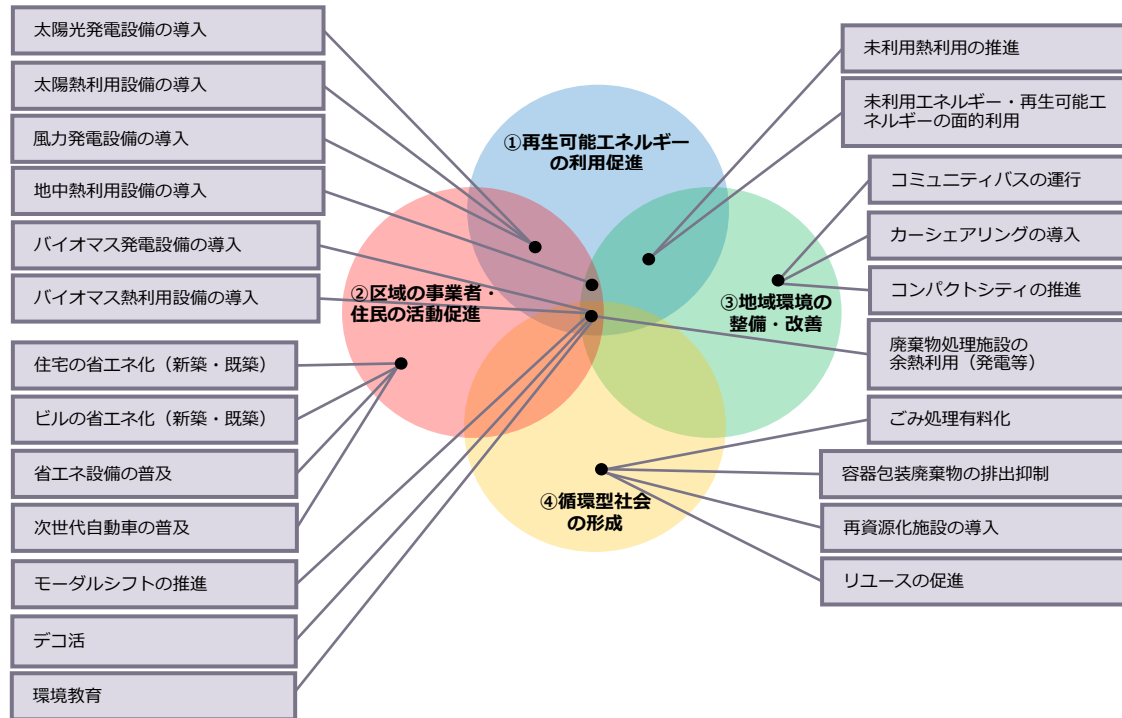 太陽光発電設備の導入
太陽熱利用設備の導入
風力発電設備の導入
地中熱利用設備の導入
バイオマス発電設備の導入
バイオマス熱利用設備の導入
住宅の省エネ化（新築・既築）
ビルの省エネ化（新築・既築）
省エネ設備の普及
次世代自動車の普及
モーダルシフトの推進
デコ活
環境教育
①再生可能エネルギー
の利用促進
②区域の事業者・
住民の活動促進
③地域環境の
整備・改善
④循環型社会
の形成
未利用熱利用の推進
未利用エネルギー・再生可能エ
ネルギーの面的利用
コミュニティバスの運行
カーシェアリングの導入
コンパクトシティの推進
廃棄物処理施設の
余熱利用（発電等）
ごみ処理有料化
容器包装廃棄物の排出抑制
再資源化施設の導入
リユースの促進